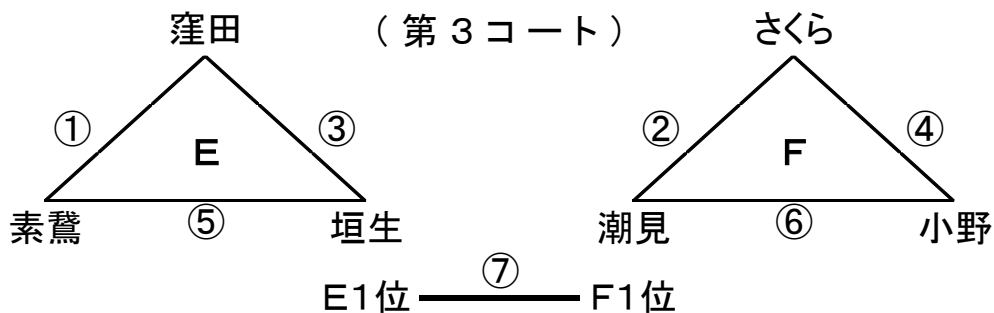 窪田 (第3コート) さくら
① ③ ② ④
E F
素鵞 ⑤ 垣生 潮見 ⑥ 小野
⑦
E1位 F1位